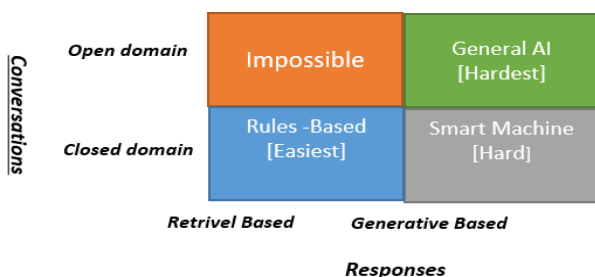 Conversations
Open domain
Impossible
General AI
[Hardest]
Closed domain
Rules -Based
[Easiest]
Smart Machine
[Hard]
Retrivel Based
Generative Based
Responses